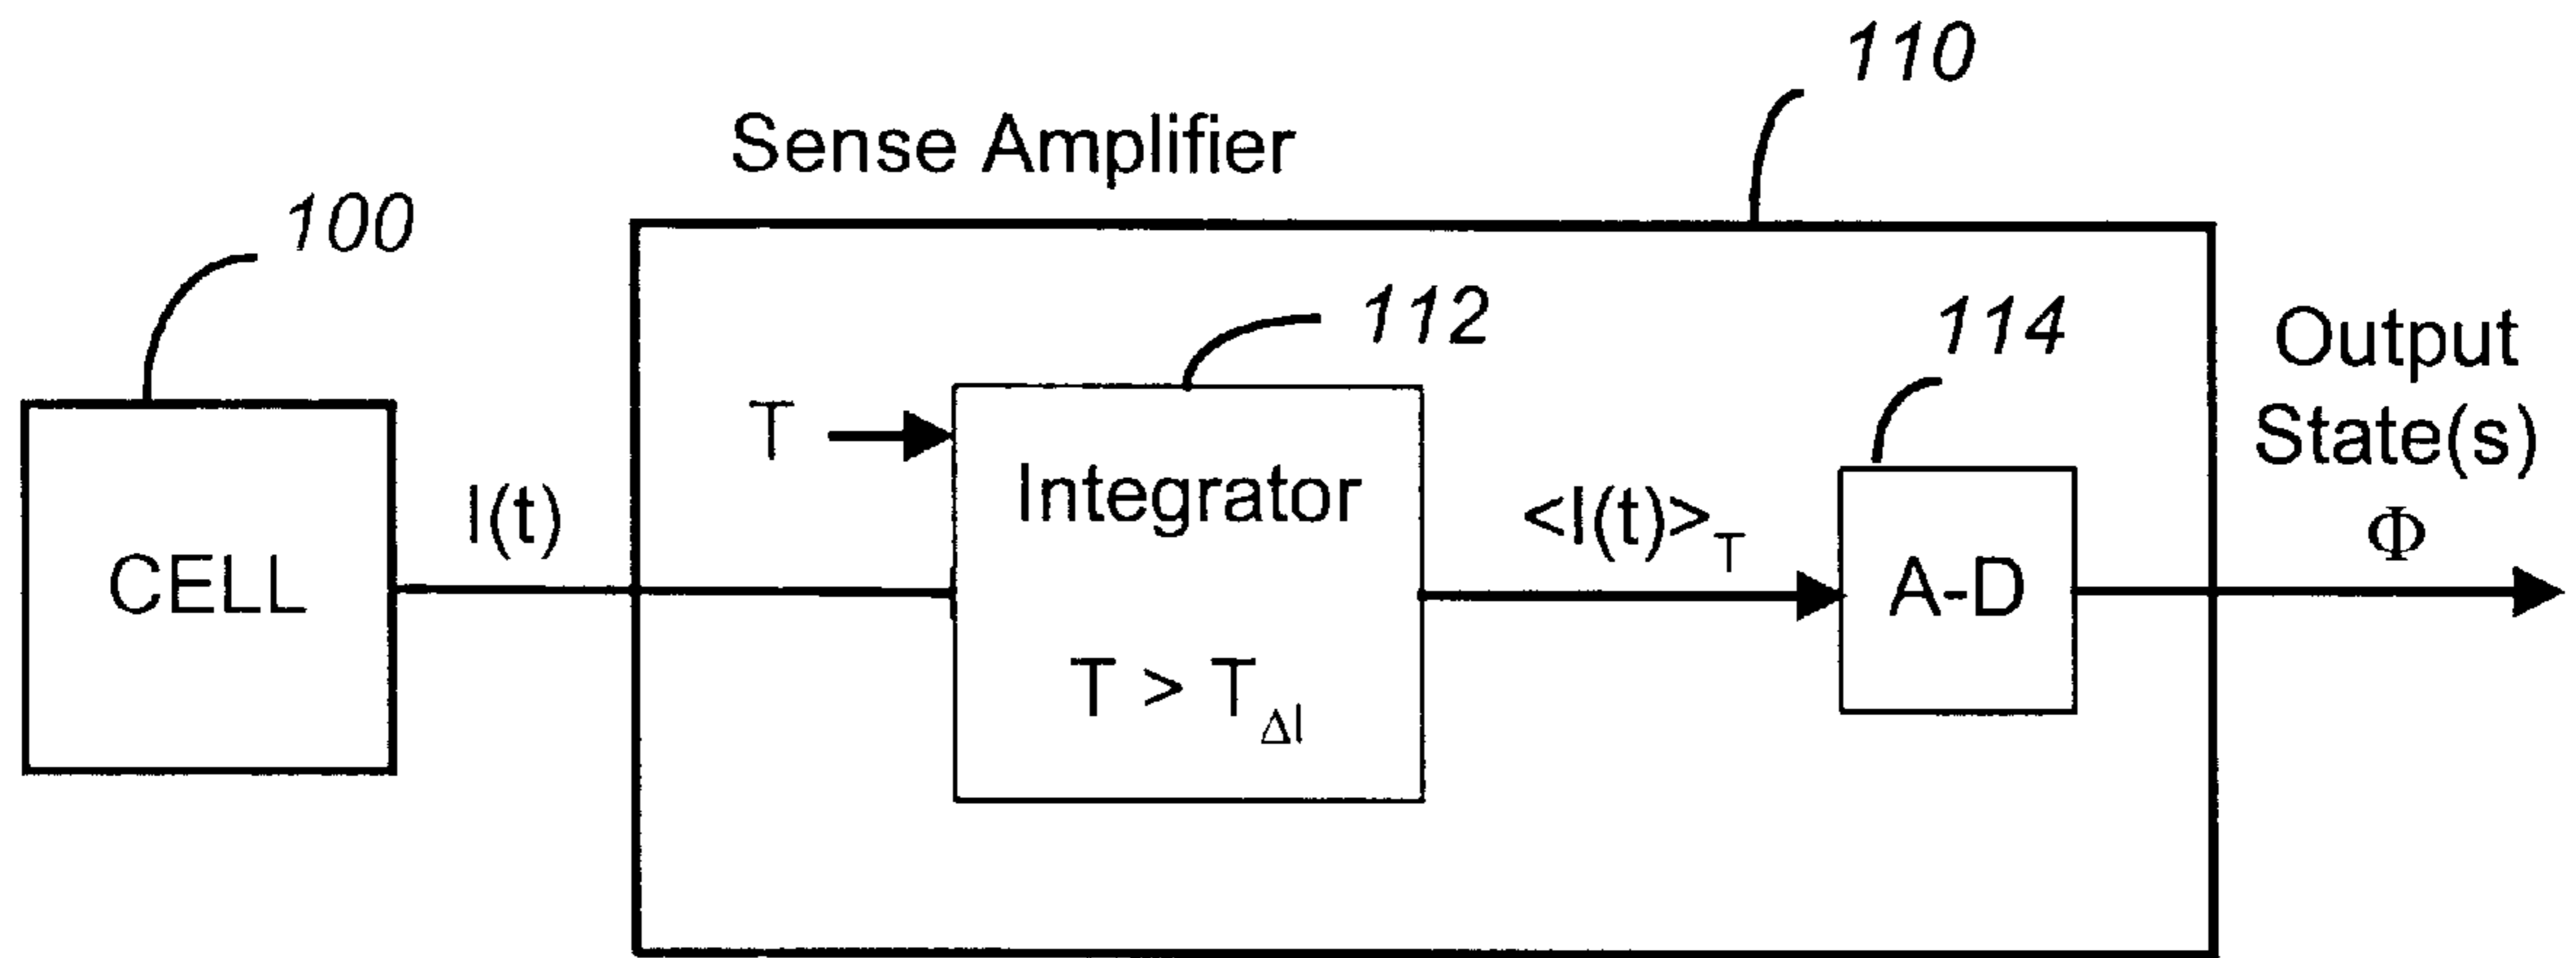 110
Sense Amplifier
100
112
114
Output
State(s)
Φ
T
Integrator
I(t)
<I(t)>T
CELL
A-D
T > TΔI